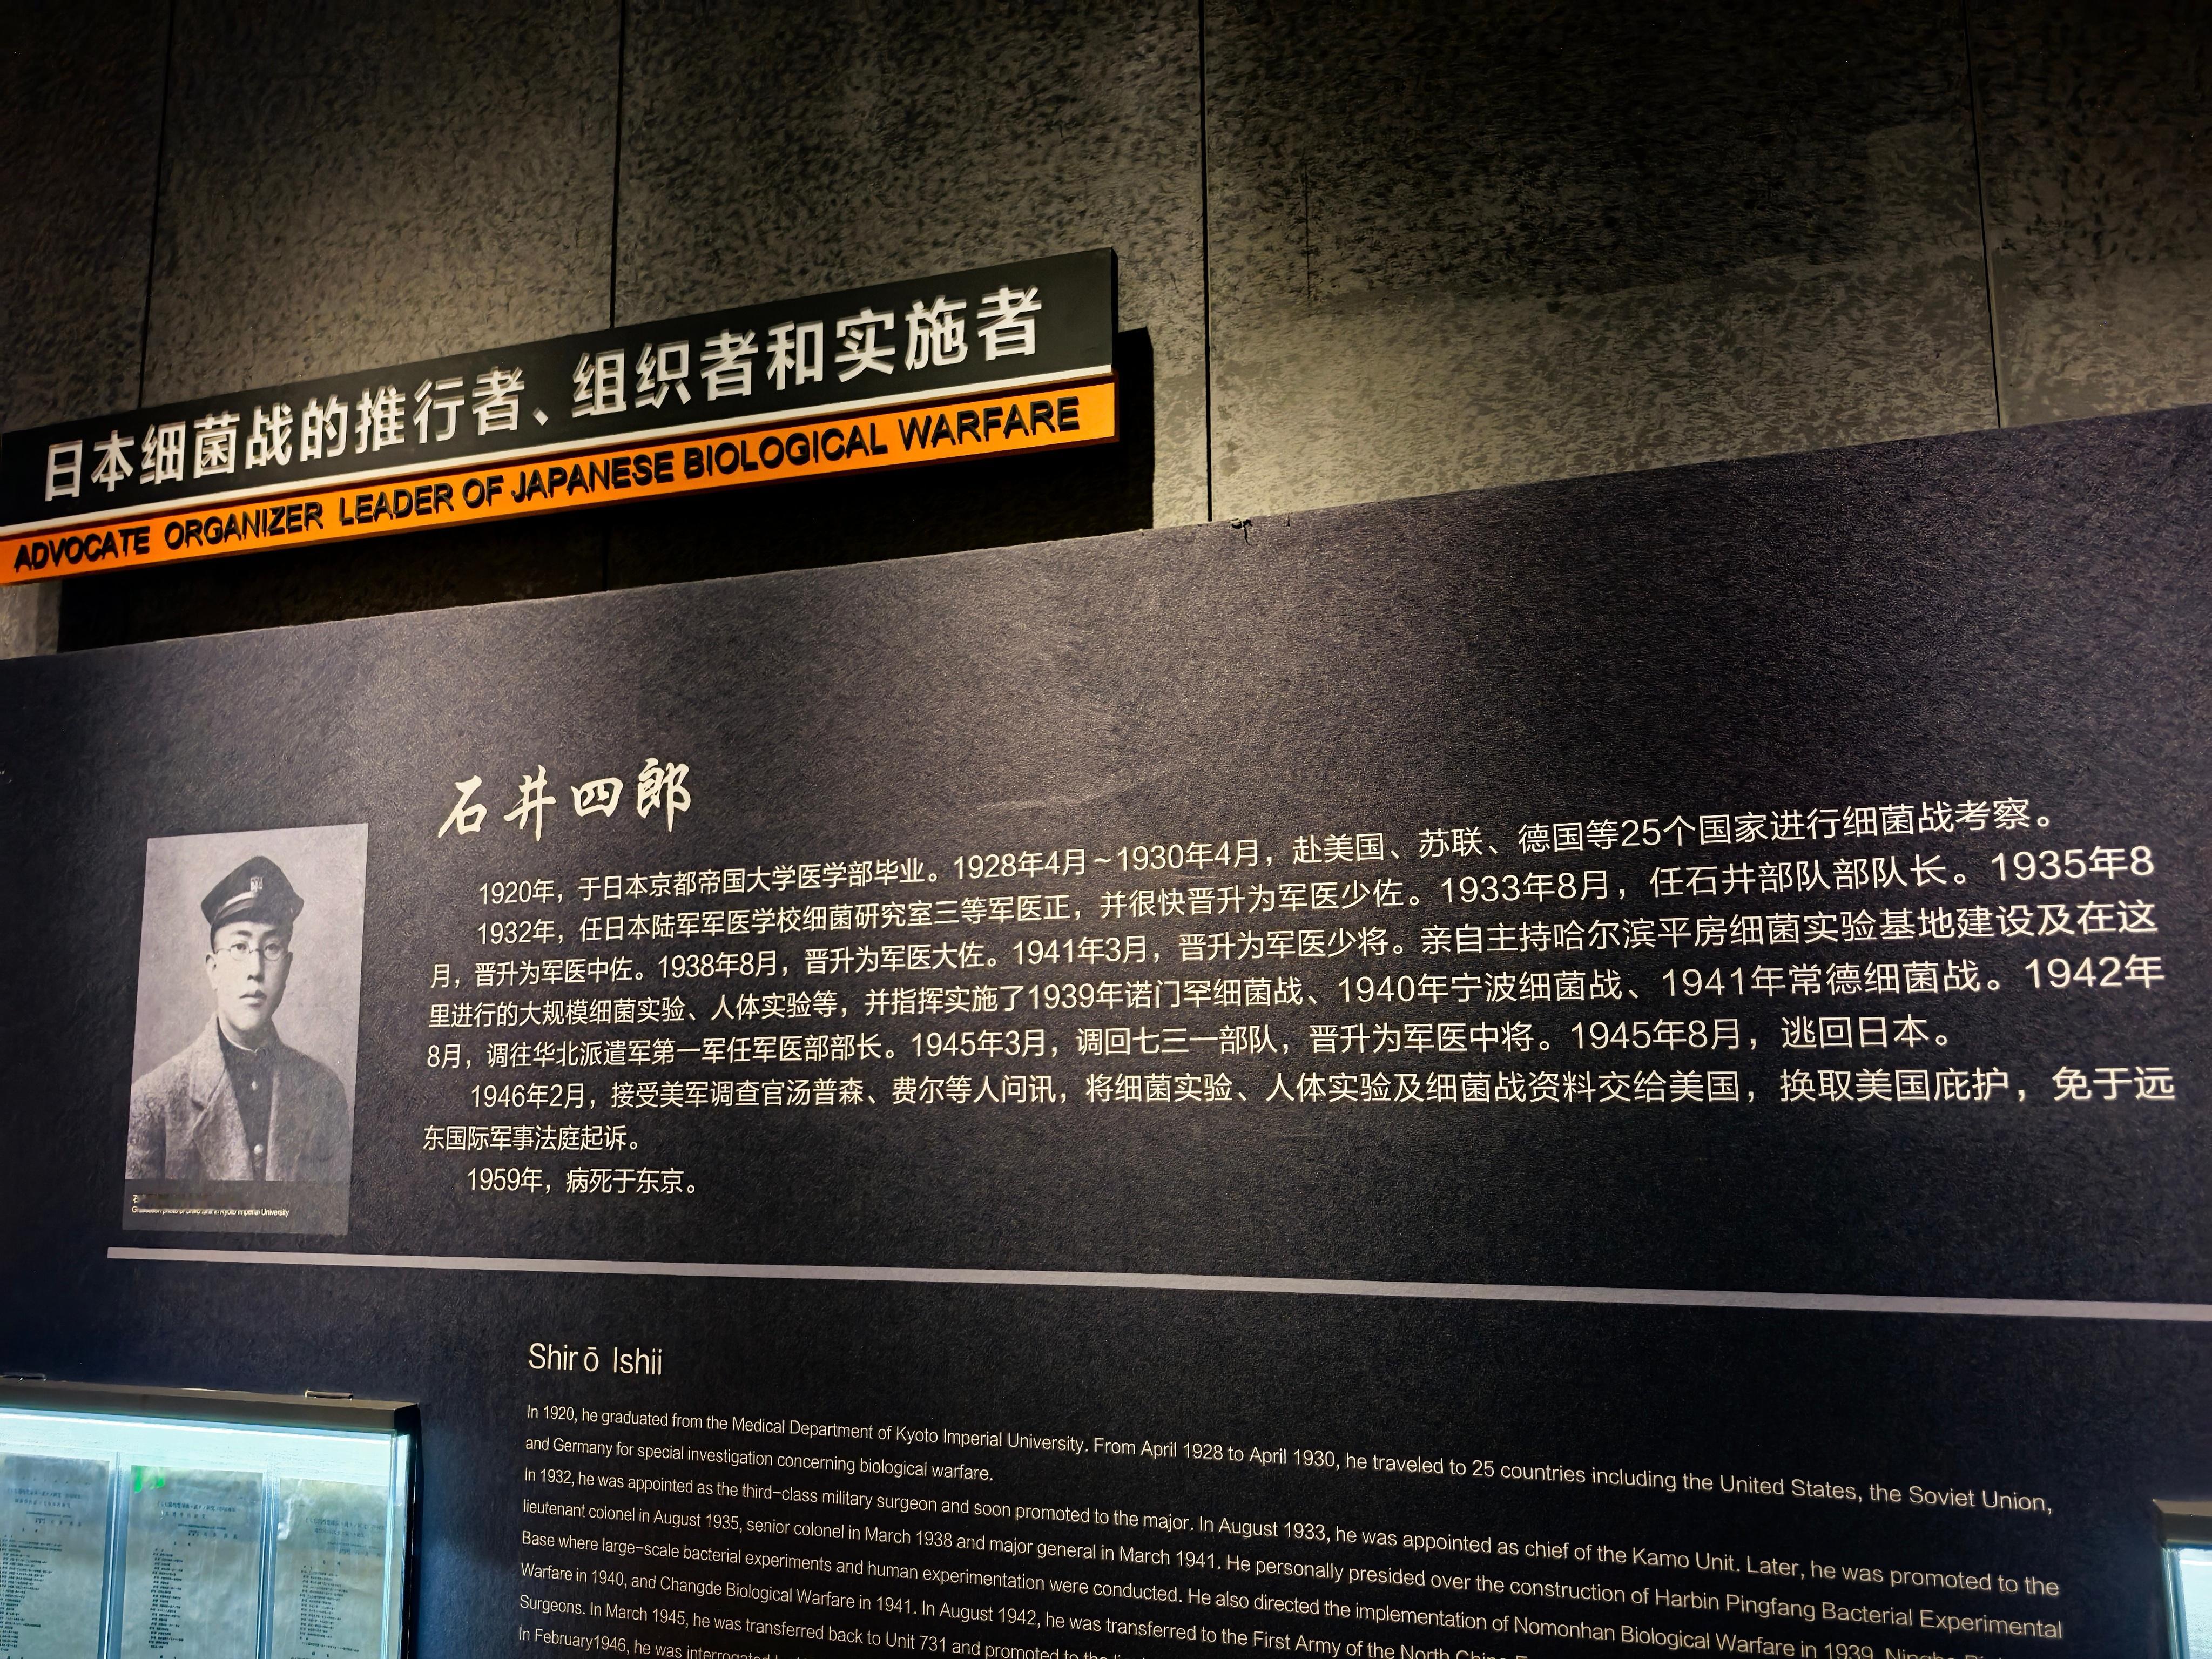 日本细菌战的推行者、组织者和实施者
ADVOCATE ORGANIZER LEADER OF JAPANESE BIOLOGICAL WARFARE
石井四郎
1920年，于日本京都帝国大学医学部毕业。1928年4月~1930年4月，赴美国、苏联、德国等25个国家进行细菌战考察。
1932年，任日本陆军军医学校细菌研究室三等军医正，并很快晋升为军医少佐。1933年8月，任石井部队部队长。1935年8
月，晋升为军医中佐。1938年8月，晋升为军医大佐。1941年3月，晋升为军医少将。亲自主持哈尔滨平房细菌实验基地建设及在这
里进行的大规模细菌实验、人体实验等，并指挥实施了1939年诺门罕细菌战、1940年宁波细菌战、1941年常德细菌战。1942年
8月，调往华北派遣军第一军任军医部部长。1945年3月，调回七三一部队，晋升为军医中将。1945年8月，逃回日本。
1946年2月，接受美军调查官汤普森、费尔等人问讯，将细菌实验、人体实验及细菌战资料交给美国，换取美国庇护，免于远
东国际军事法庭起诉。
1959年，病死于东京。
Graduation photo of Shiro Ishii in Kyoto Imperial University
Shirō Ishii
In 1920, he graduated from the Medical Department of Kyoto Imperial University. From April 1928 to April 1930, he traveled to 25 countries including the United States, the Soviet Union,
and Germany for special investigation concerning biological warfare.
In 1932, he was appointed as the third-class military surgeon and soon promoted to the major. In August 1933, he was appointed as chief of the Kamo Unit. Later, he was promoted to the
lieutenant colonel in August 1935, senior colonel in March 1938 and major general in March 1941. He personally presided over the construction of Harbin Pingfang Bacterial Experimental
Base where large-scale bacterial experiments and human experimentation were conducted. He also directed the implementation of Nomonhan Biological Warfare in 1939, Ningbo
Warfare in 1940, and Changde Biological Warfare in 1941. In August 1942, he was transferred to the First Army of the North China
Surgeons. In March 1945, he was transferred back to Unit 731 and promoted to the
In February1946, he was interrogated